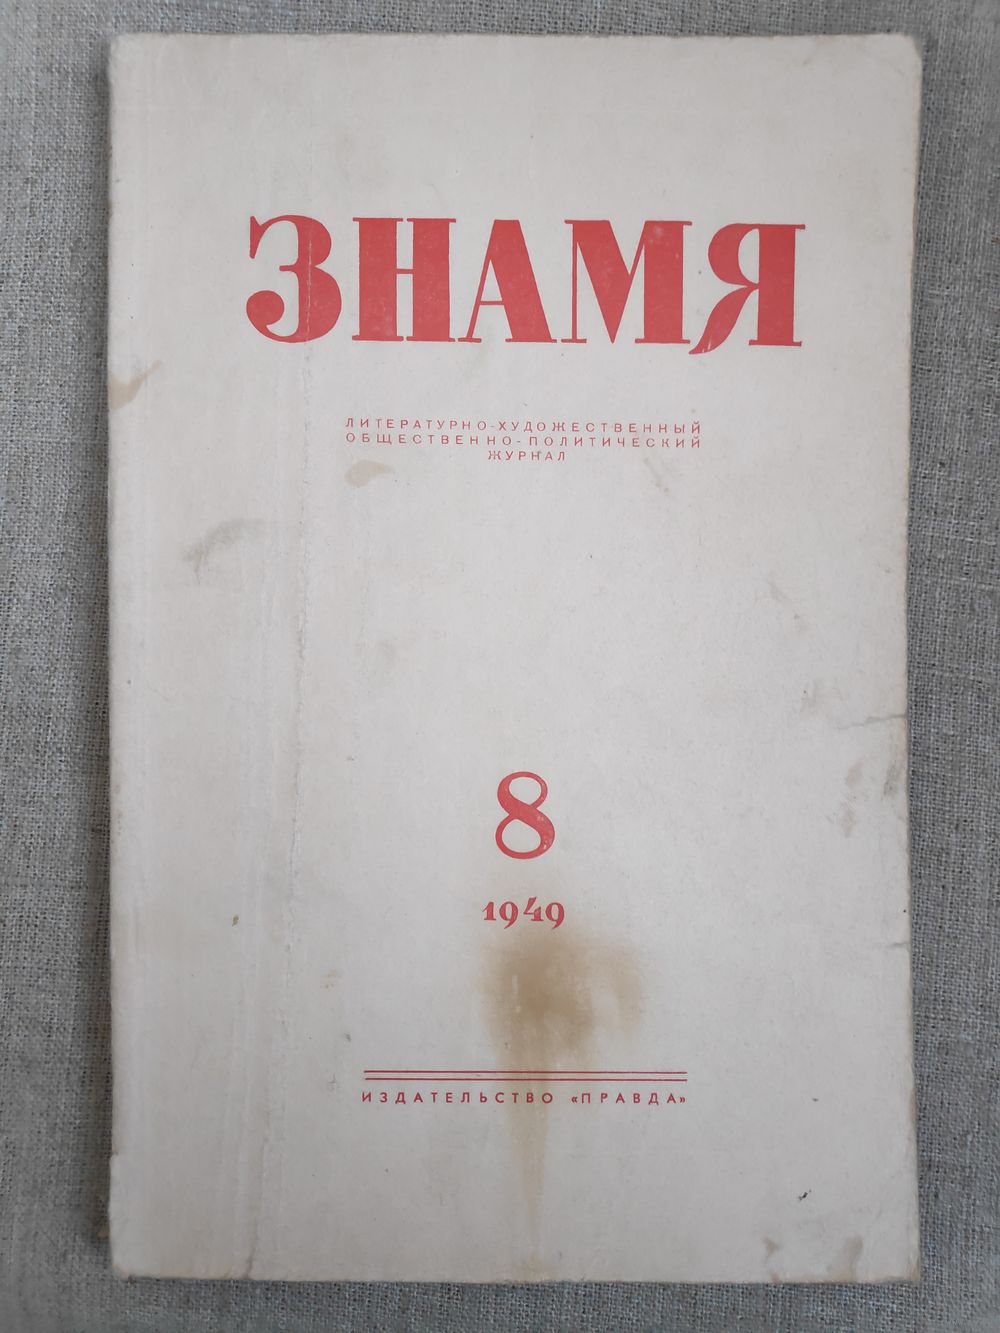 ЗНАМЯ
ЛИТЕРАТУРНО-ХУДОЖЕСТВЕННЫЙ
ОБЩЕСТВЕННО-ПОЛИТИЧЕСКИЙ
ЖУРНАЛ
8
1949
ИЗДАТЕЛЬСТВО «ПРАВДА»